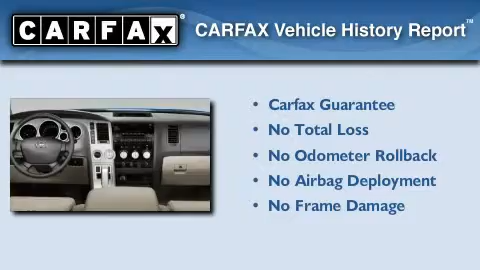 CARFAX® CARFAX Vehicle History Report™
• Carfax Guarantee
• No Total Loss
• No Odometer Rollback
• No Airbag Deployment
• No Frame Damage